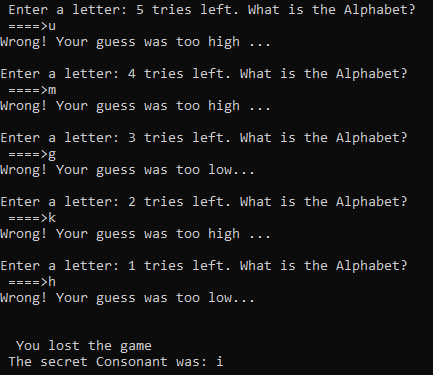 Enter a letter: 5 tries left. What is the Alphabet?
====>u
Wrong! Your guess was too high ...
Enter a letter: 4 tries left. What is the Alphabet?
====>m
Wrong! Your guess was too high ...
Enter a letter: 3 tries left. What is the Alphabet?
====>g
Wrong! Your guess was too low...
Enter a letter: 2 tries left. What is the Alphabet?
====>k
Wrong! Your guess was too high ...
Enter a letter: 1 tries left. What is the Alphabet?
====>h
Wrong! Your guess was too low...
You lost the game
The secret Consonant was: i